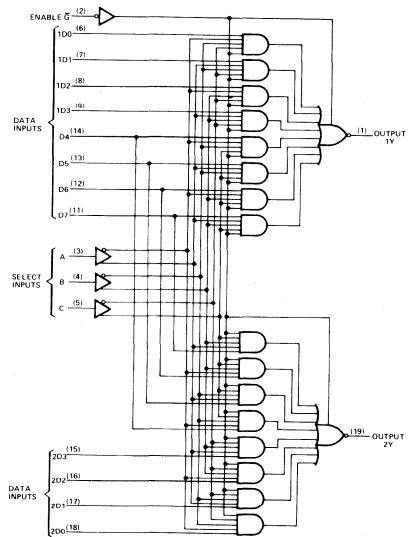 ENABLE G̅ (2)
1D0 (6)
1D1 (7)
1D2 (8)
1D3 (9)
DATA
INPUTS
D4 (14)
D5 (13)
D6 (12)
D7 (11)
(1) OUTPUT
1Y
SELECT
INPUTS
A (3)
B (4)
C (5)
(19) OUTPUT
2Y
DATA
INPUTS
2D3 (15)
2D2 (16)
2D1 (17)
2D0 (18)